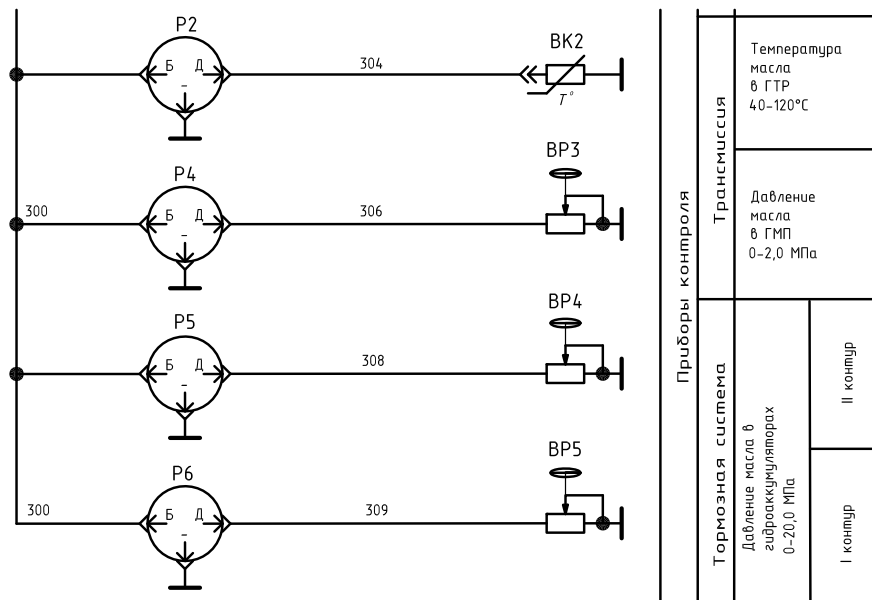 P2
Б
Д
-
304
BK2
T°
P4
300
Б
Д
-
306
BP3
P5
Б
Д
-
308
BP4
P6
300
Б
Д
-
309
BP5
Приборы контроля
Трансмиссия
Температура
масла
в ГТР
40-120°C
Давление
масла
в ГМП
0-2,0 МПа
Тормозная система
Давление масла в
гидроаккумуляторах
0-20,0 МПа
II контур
I контур